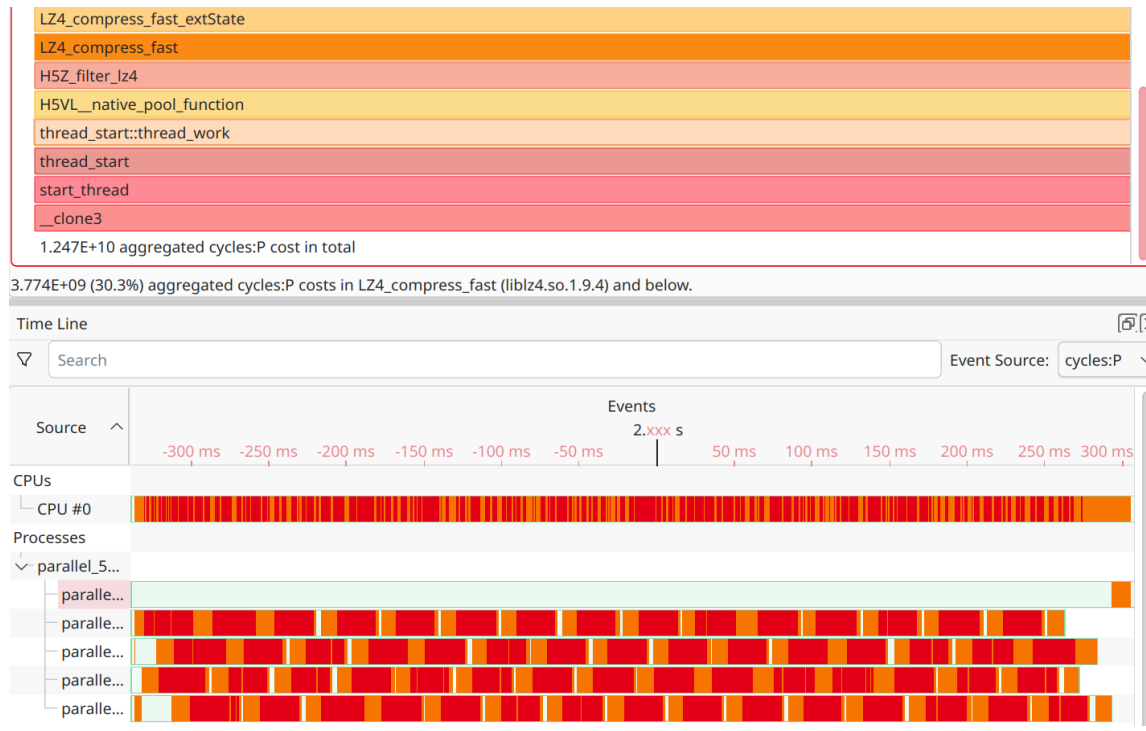 LZ4_compress_fast_extState
LZ4_compress_fast
H5Z_filter_lz4
H5VL__native_pool_function
thread_start::thread_work
thread_start
start_thread
__clone3
1.247E+10 aggregated cycles:P cost in total
3.774E+09 (30.3%) aggregated cycles:P costs in LZ4_compress_fast (liblz4.so.1.9.4) and below.
Time Line
Search
Event Source: cycles:P
Source
Events
2.xxx s
-300 ms -250 ms -200 ms -150 ms -100 ms -50 ms 50 ms 100 ms 150 ms 200 ms 250 ms 300 ms
CPUs
CPU #0
Processes
parallel_5...
paralle...
paralle...
paralle...
paralle...
paralle...